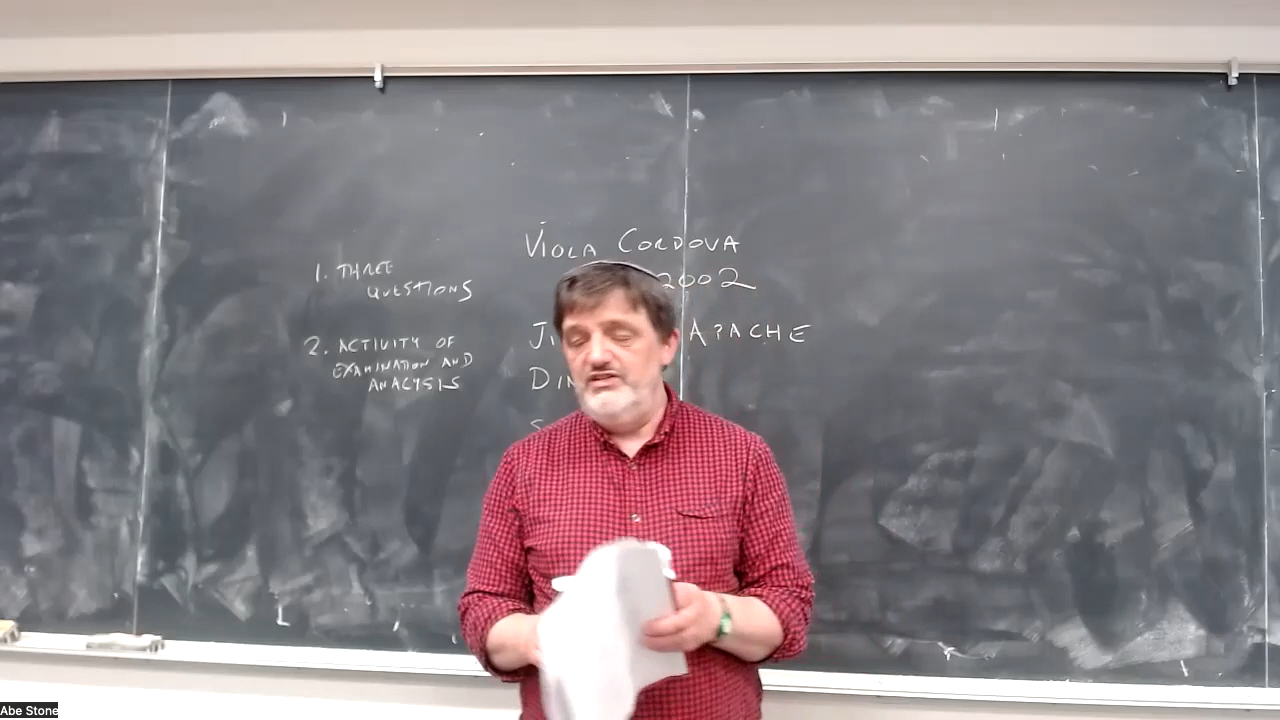 1. THREE
QUESTIONS
2. ACTIVITY OF
EXAMINATION AND
ANALYSIS
VIOLA CORDOVA
2002
APACHE
Abe Stone